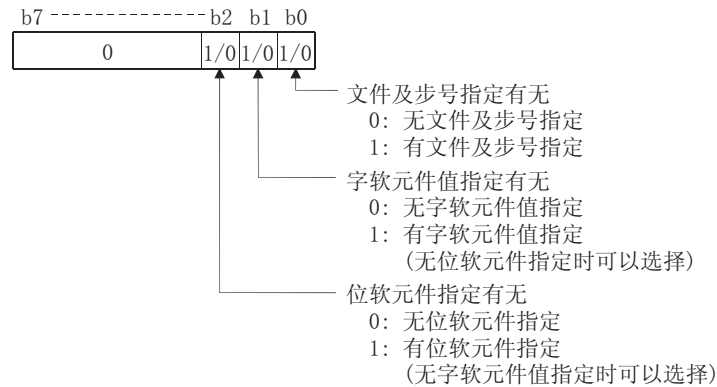 b7 b2 b1 b0
0 1/0 1/0 1/0
文件及步号指定有无
0: 无文件及步号指定
1: 有文件及步号指定
字软元件值指定有无
0: 无字软元件值指定
1: 有字软元件值指定
(无位软元件指定时可以选择)
位软元件指定有无
0: 无位软元件指定
1: 有位软元件指定
(无字软元件值指定时可以选择)